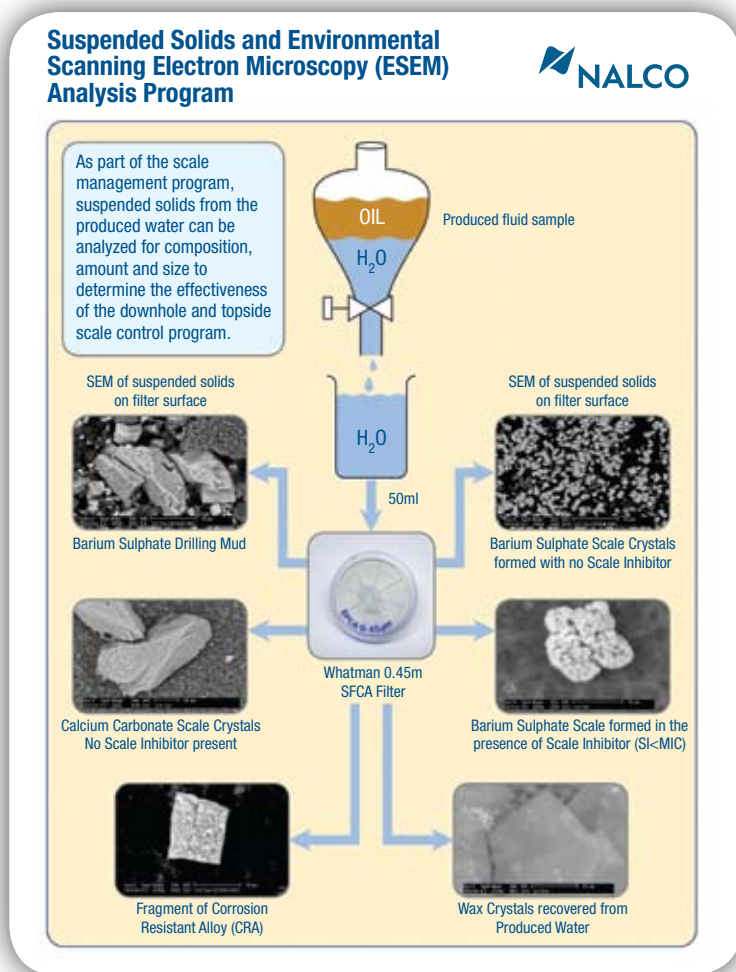 Suspended Solids and Environmental
Scanning Electron Microscopy (ESEM)
Analysis Program
NALCO
As part of the scale
management program,
suspended solids from the
produced water can be
analyzed for composition,
amount and size to
determine the effectiveness
of the downhole and topside
scale control program.
OIL
Produced fluid sample
H2O
SEM of suspended solids
on filter surface
SEM of suspended solids
on filter surface
H2O
50ml
Barium Sulphate Drilling Mud
Barium Sulphate Scale Crystals
formed with no Scale Inhibitor
Whatman 0.45m
SFCA Filter
Calcium Carbonate Scale Crystals
No Scale Inhibitor present
Barium Sulphate Scale formed in the
presence of Scale Inhibitor (SI<MIC)
Fragment of Corrosion
Resistant Alloy (CRA)
Wax Crystals recovered from
Produced Water